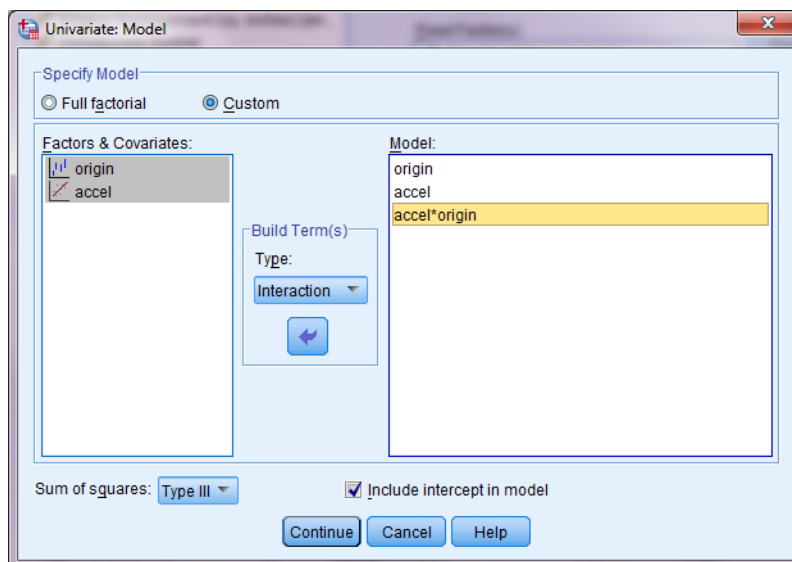 Univariate: Model
Specify Model
Full factorial
Custom
Factors & Covariates:
origin
accel
Build Term(s)
Type:
Interaction
Model:
origin
accel
accel*origin
Sum of squares:
Type III
Include intercept in model
Continue
Cancel
Help